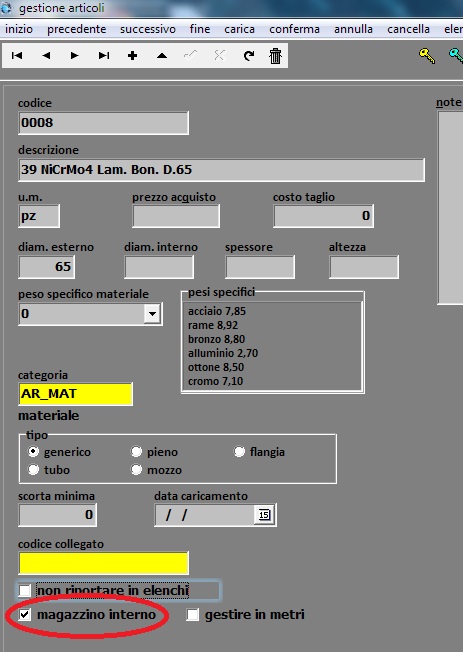 gestione articoli
inizio precedente successivo fine carica conferma annulla cancella
codice note
0008
descrizione
39 NiCrMo4 Lam. Bon. D.65
u.m. prezzo acquisto costo taglio
pz 0
diam. esterno diam. interno spessore altezza
65
peso specifico materiale pesi specifici
0
acciaio 7,85
rame 8,92
bronzo 8,80
alluminio 2,70
ottone 8,50
cromo 7,10
categoria
AR_MAT
materiale
tipo
generico pieno flangia
tubo mozzo
scorta minima data caricamento
0 / / 15
codice collegato
non riportare in elenchi
magazzino interno gestire in metri